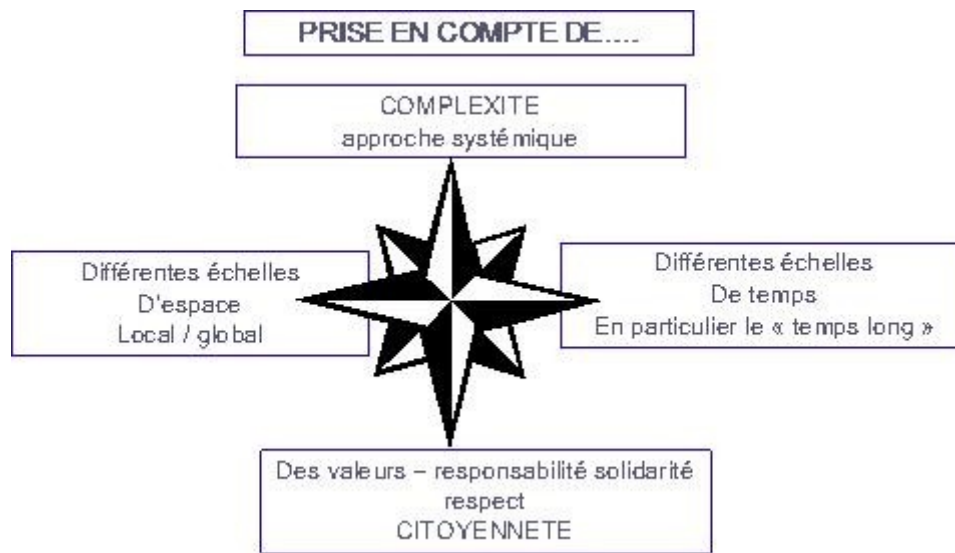 PRISE EN COMPTE DE....
COMPLEXITE
approche systémique
Différentes échelles
D'espace
Local / global
Différentes échelles
De temps
En particulier le « temps long »
Des valeurs – responsabilité solidarité
respect
CITOYENNETE